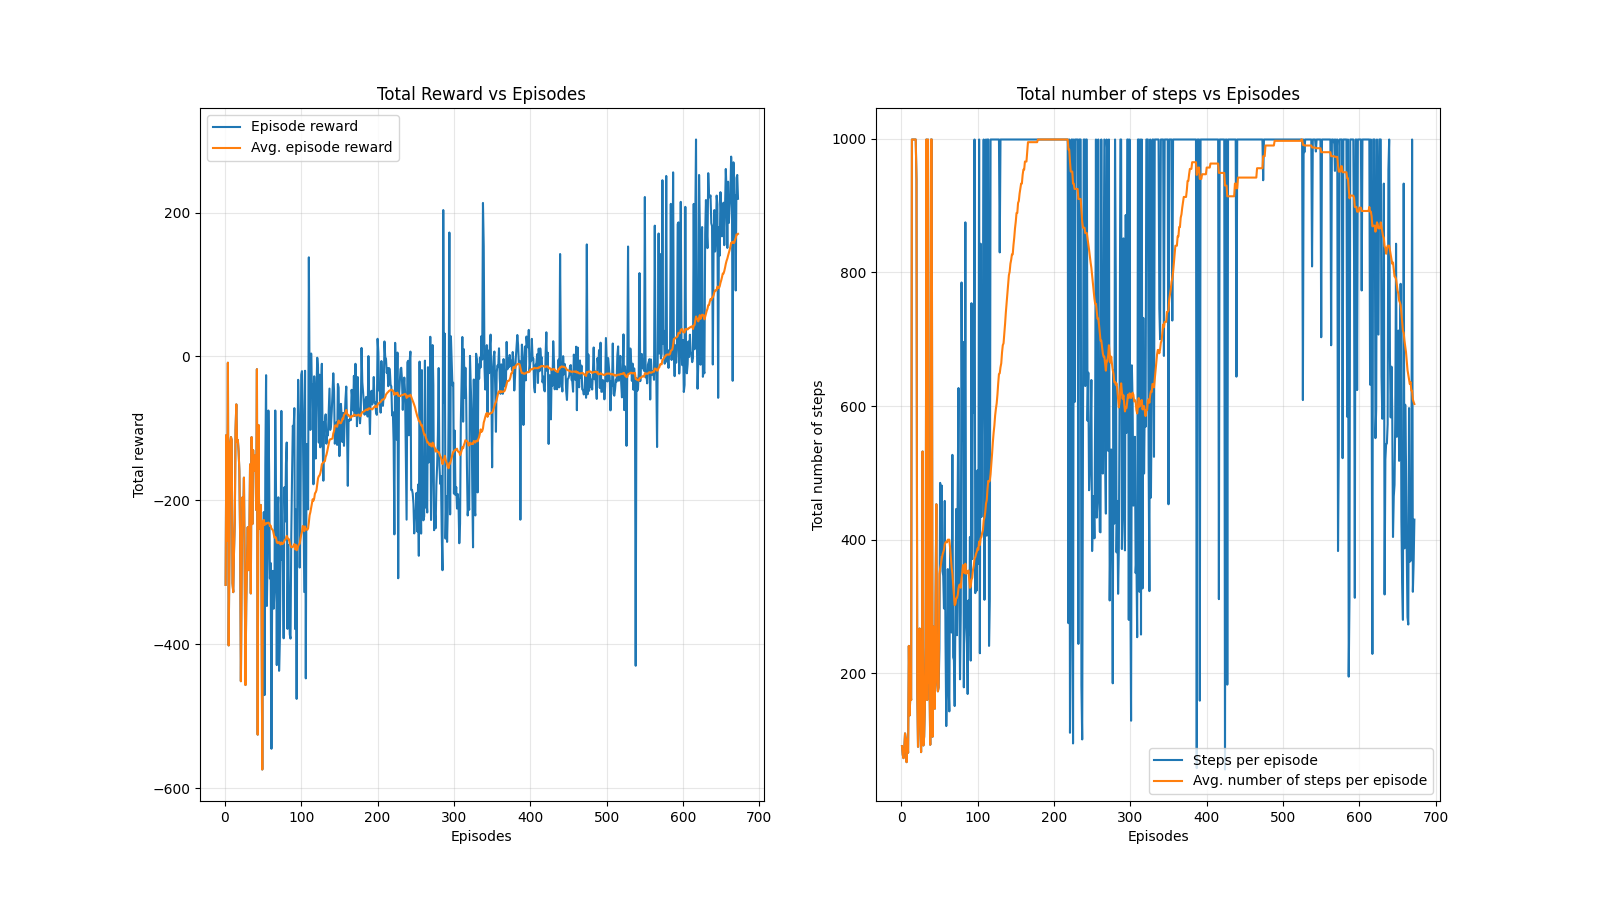 Total Reward vs Episodes
Episode reward
Avg. episode reward
200
0
−200
−400
−600
Total reward
0 100 200 300 400 500 600 700
Episodes
Total number of steps vs Episodes
1000
800
600
400
200
Total number of steps
Steps per episode
Avg. number of steps per episode
0 100 200 300 400 500 600 700
Episodes